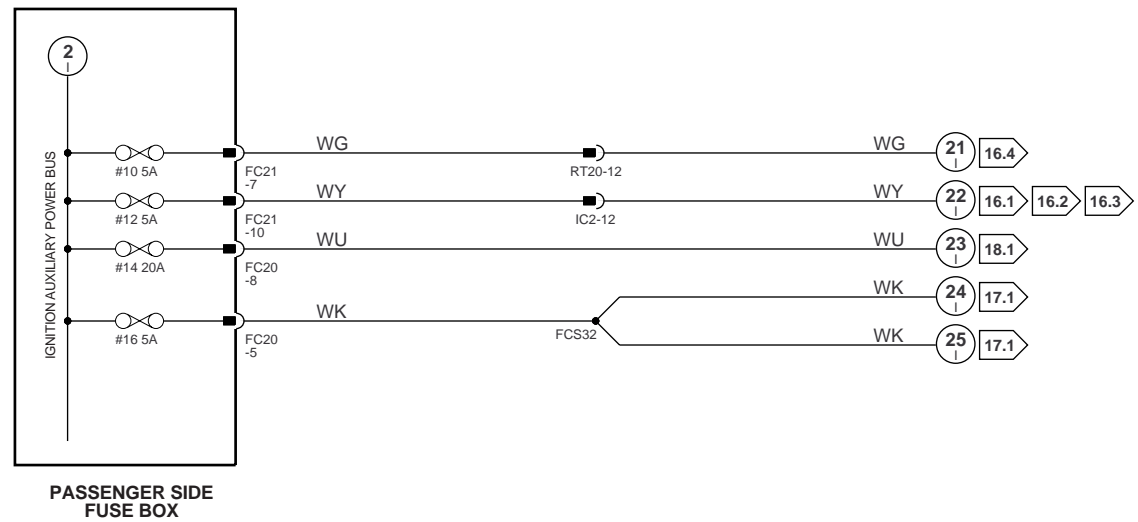 2
I
IGNITION AUXILIARY POWER BUS
#10 5A
FC21
-7
WG
RT20-12
WG
21
I
16.4
#12 5A
FC21
-10
WY
IC2-12
WY
22
I
16.1
16.2
16.3
#14 20A
FC20
-8
WU
WU
23
I
18.1
#16 5A
FC20
-5
WK
FCS32
WK
24
I
17.1
WK
25
I
17.1
PASSENGER SIDE
FUSE BOX